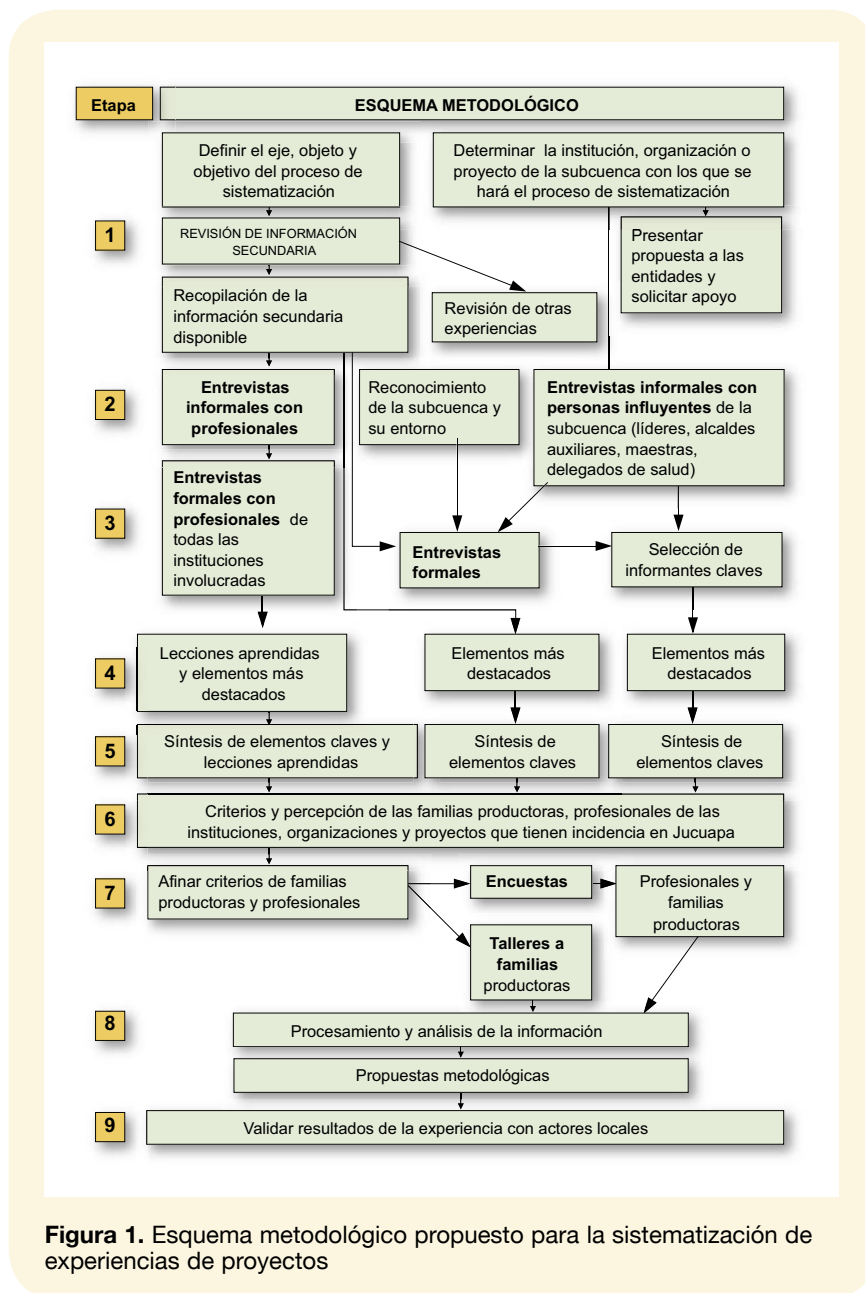 Etapa
ESQUEMA METODOLÓGICO
Definir el eje, objeto y
objetivo del proceso de
sistematización
Determinar la institución, organización o
proyecto de la subcuenca con los que se
hará el proceso de sistematización
1
REVISIÓN DE INFORMACIÓN
SECUNDARIA
Presentar
propuesta a las
entidades y
solicitar apoyo
Recopilación de la
información secundaria
disponible
Revisión de otras
experiencias
2
Entrevistas
informales con
profesionales
Reconocimiento
de la subcuenca y
su entorno
Entrevistas informales con
personas influyentes de la
subcuenca (líderes, alcaldes
auxiliares, maestras,
delegados de salud)
3
Entrevistas
formales con
profesionales de
todas las
instituciones
involucradas
Entrevistas
formales
Selección de
informantes claves
4
Lecciones aprendidas
y elementos más
destacados
Elementos más
destacados
Elementos más
destacados
5
Síntesis de elementos claves y
lecciones aprendidas
Síntesis de
elementos claves
Síntesis de
elementos claves
6
Criterios y percepción de las familias productoras, profesionales de las
instituciones, organizaciones y proyectos que tienen incidencia en Jucuapa
7
Afinar criterios de familias
productoras y profesionales
Encuestas
Profesionales y
familias
productoras
Talleres a
familias
productoras
8
Procesamiento y análisis de la información
Propuestas metodológicas
9
Validar resultados de la experiencia con actores locales
Figura 1. Esquema metodológico propuesto para la sistematización de
experiencias de proyectos